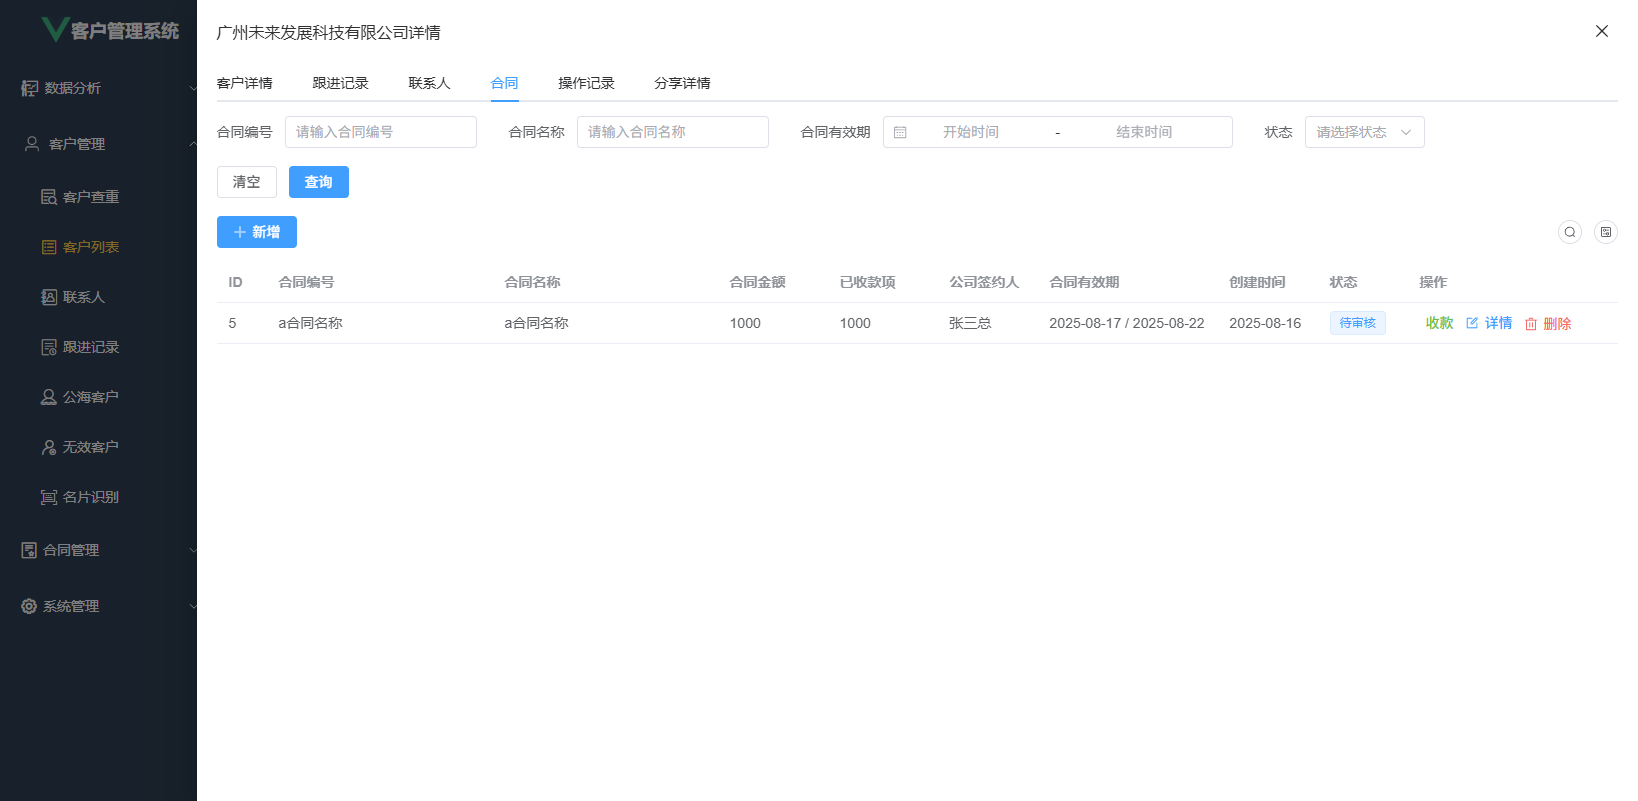 客户管理系统
数据分析
客户管理
客户查重
客户列表
联系人
跟进记录
公海客户
无效客户
名片识别
合同管理
系统管理
广州未来发展科技有限公司详情
客户详情 跟进记录 联系人 合同 操作记录 分享详情
合同编号 请输入合同编号 合同名称 请输入合同名称 合同有效期 开始时间 - 结束时间 状态 请选择状态
清空 查询
新增
ID 合同编号 合同名称 合同金额 已收款项 公司签约人 合同有效期 创建时间 状态 操作
5 a合同名称 a合同名称 1000 1000 张三总 2025-08-17 / 2025-08-22 2025-08-16 待审核 收款 详情 删除